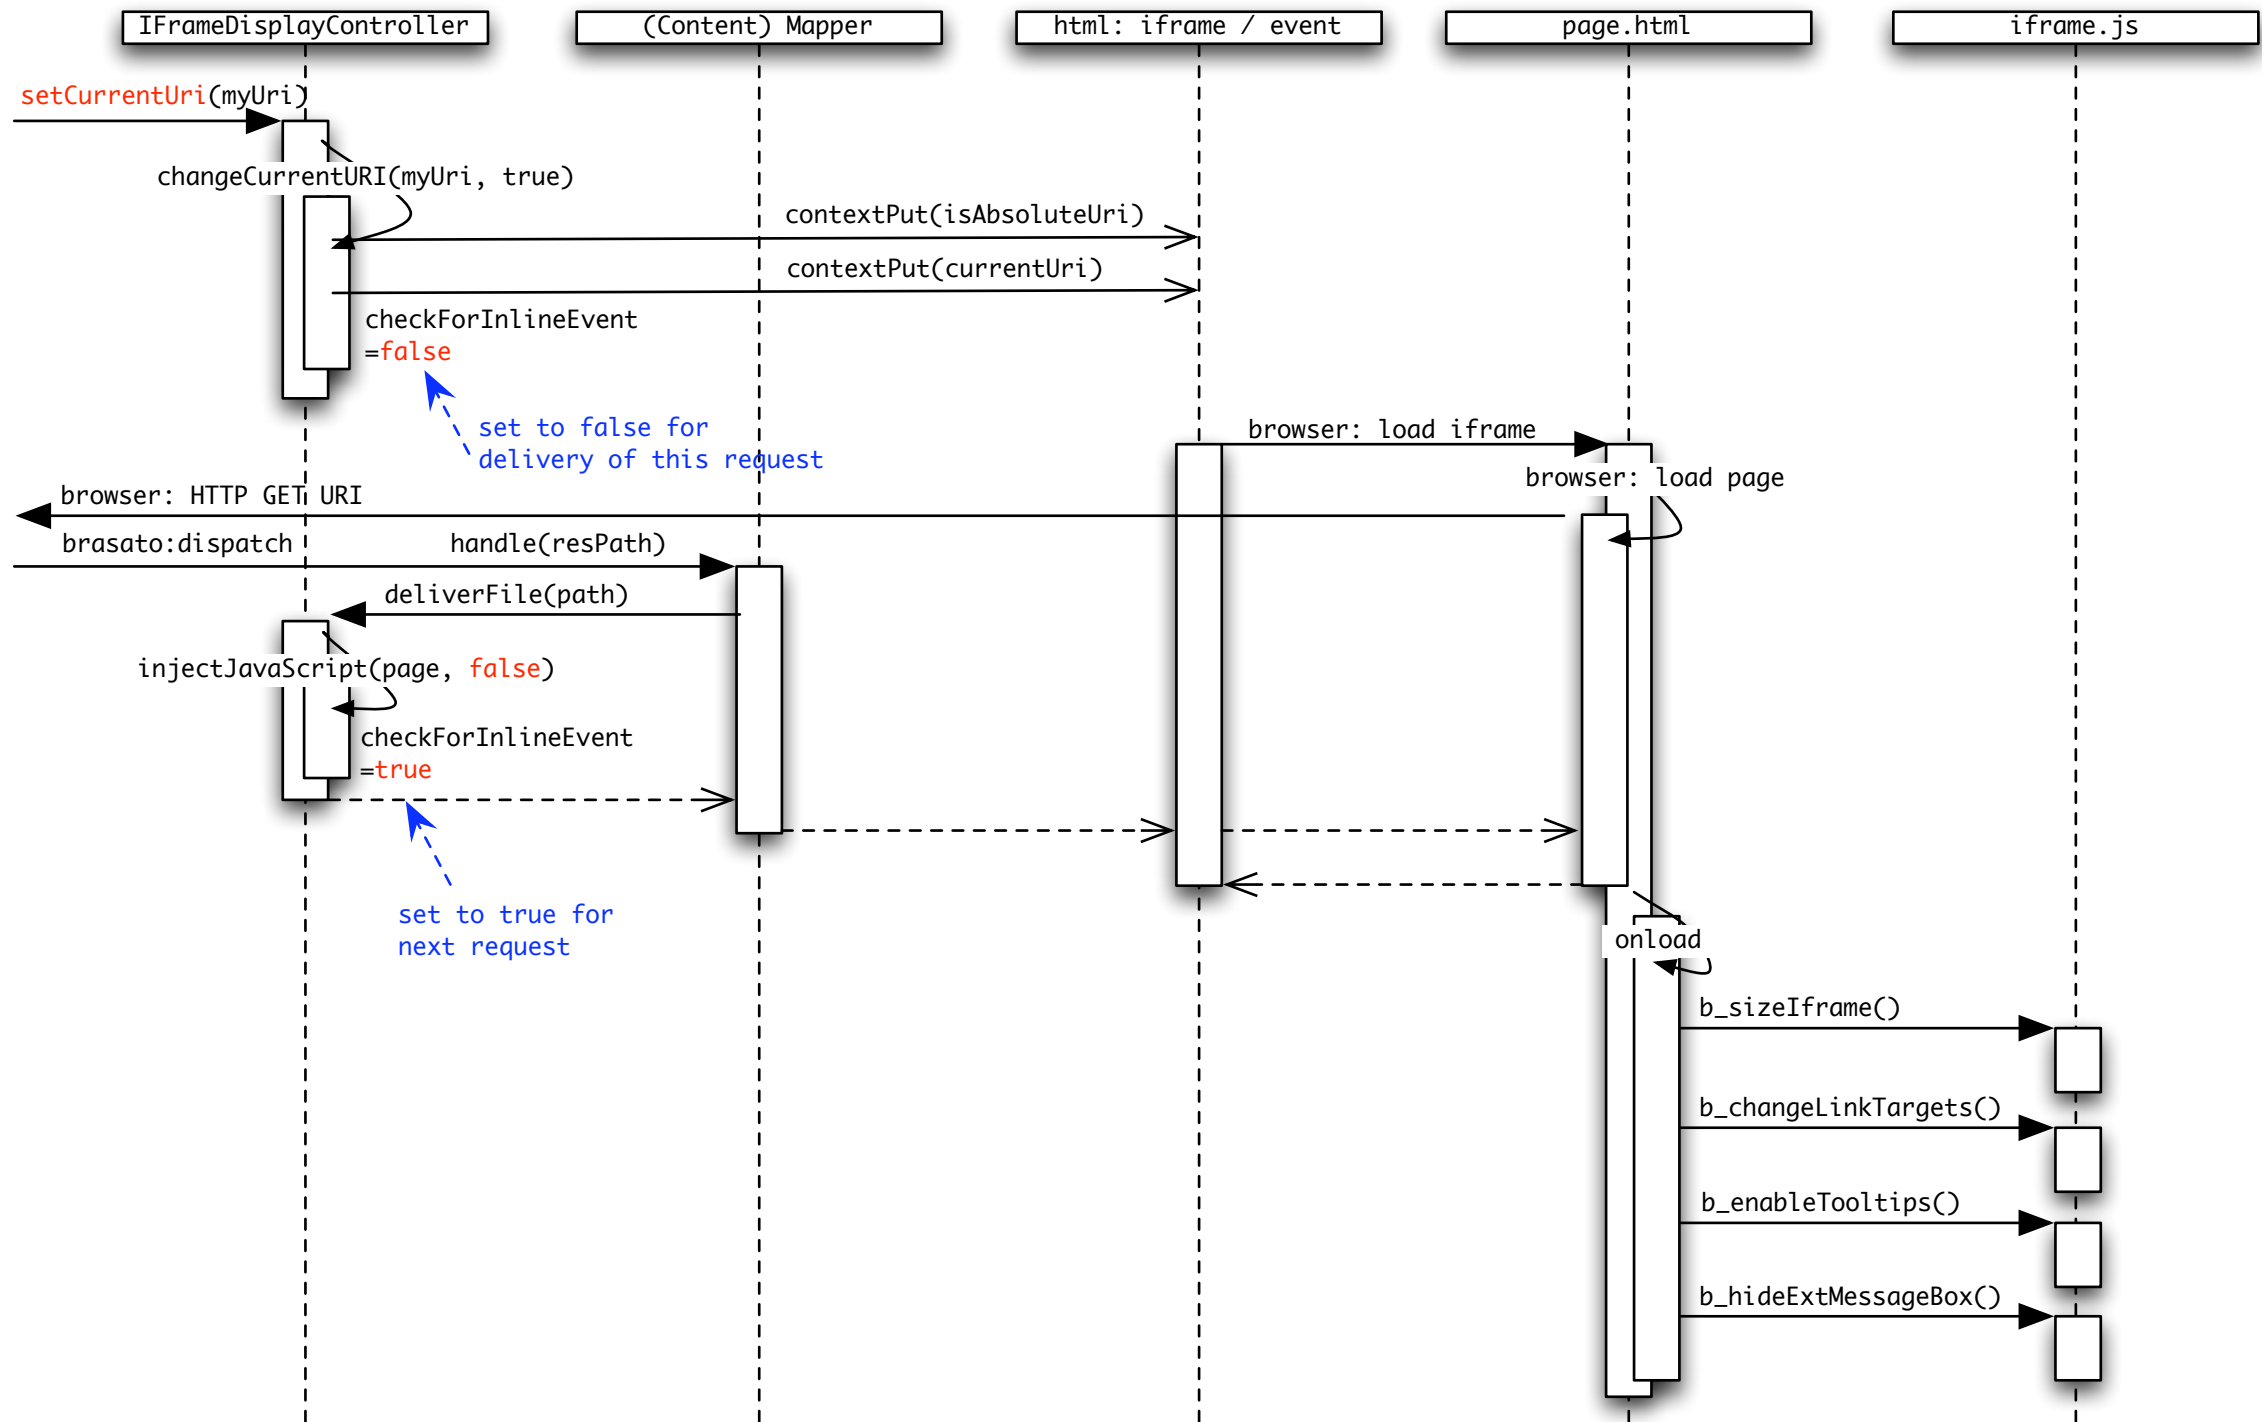 IFrameDisplayController
(Content) Mapper
html: iframe / event
page.html
iframe.js
setCurrentUri(myUri)
changeCurrentURI(myUri, true)
contextPut(isAbsoluteUri)
contextPut(currentUri)
checkForInlineEvent
=false
set to false for
delivery of this request
browser: load iframe
browser: load page
browser: HTTP GET URI
brasato:dispatch
handle(resPath)
deliverFile(path)
injectJavaScript(page, false)
checkForInlineEvent
=true
set to true for
next request
onload
b_sizeIframe()
b_changeLinkTargets()
b_enableTooltips()
b_hideExtMessageBox()